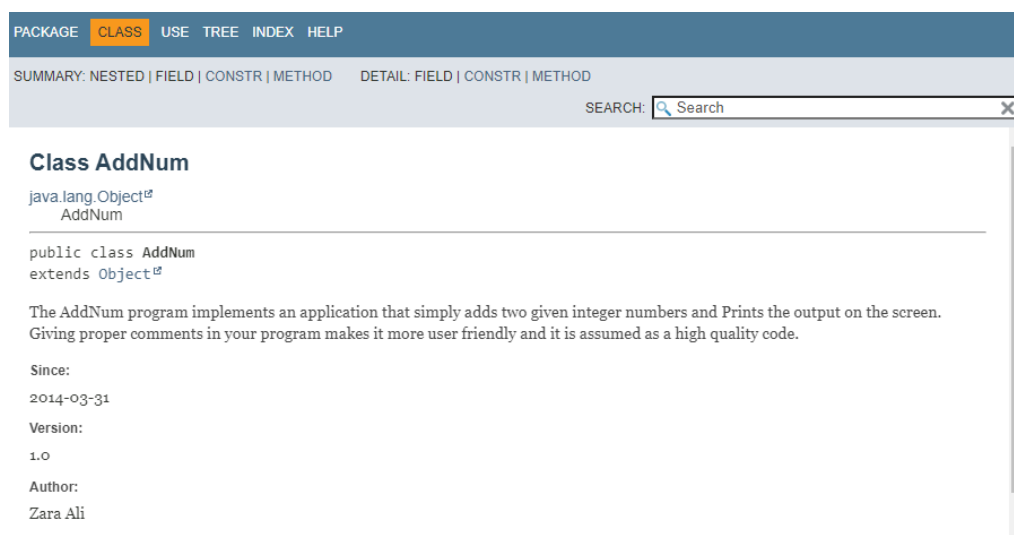 PACKAGE CLASS USE TREE INDEX HELP
SUMMARY: NESTED | FIELD | CONSTR | METHOD DETAIL: FIELD | CONSTR | METHOD
SEARCH: Search
Class AddNum
java.lang.Object
AddNum
public class AddNum
extends Object
The AddNum program implements an application that simply adds two given integer numbers and Prints the output on the screen.
Giving proper comments in your program makes it more user friendly and it is assumed as a high quality code.
Since:
2014-03-31
Version:
1.0
Author:
Zara Ali